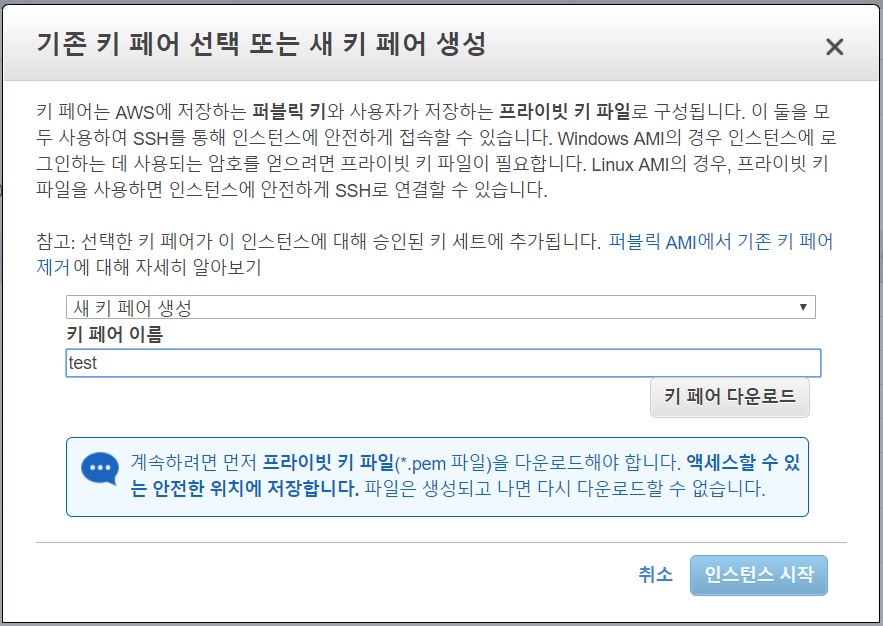 기존 키 페어 선택 또는 새 키 페어 생성
키 페어는 AWS에 저장하는 퍼블릭 키와 사용자가 저장하는 프라이빗 키 파일로 구성됩니다. 이 둘을 모
두 사용하여 SSH를 통해 인스턴스에 안전하게 접속할 수 있습니다. Windows AMI의 경우 인스턴스에 로
그인하는 데 사용되는 암호를 얻으려면 프라이빗 키 파일이 필요합니다. Linux AMI의 경우, 프라이빗 키
파일을 사용하면 인스턴스에 안전하게 SSH로 연결할 수 있습니다.
참고: 선택한 키 페어가 이 인스턴스에 대해 승인된 키 세트에 추가됩니다. 퍼블릭 AMI에서 기존 키 페어
제거에 대해 자세히 알아보기
새 키 페어 생성
키 페어 이름
test
키 페어 다운로드
계속하려면 먼저 프라이빗 키 파일(*.pem 파일)을 다운로드해야 합니다. 액세스할 수 있
는 안전한 위치에 저장합니다. 파일은 생성되고 나면 다시 다운로드할 수 없습니다.
취소 인스턴스 시작